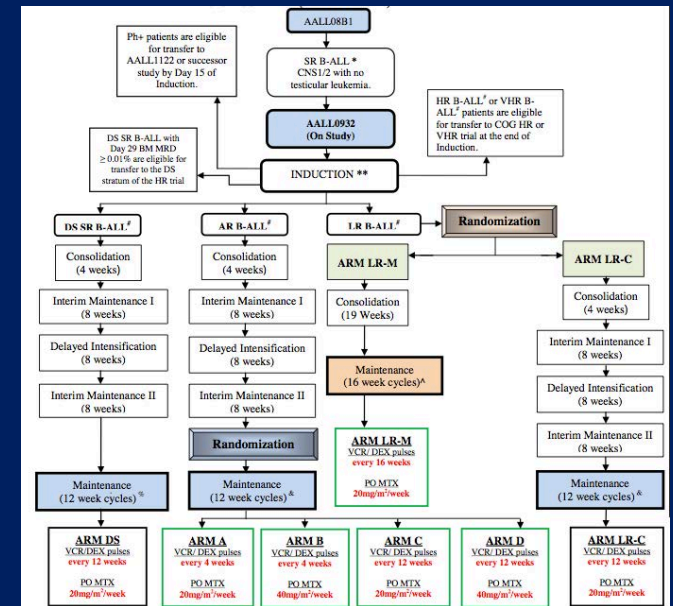 AALL08B1
Ph+ patients are eligible
for transfer to
AALL1122 or successor
study by Day 15 of
Induction.
SR B-ALL *
CNS1/2 with no
testicular leukemia.
HR B-ALL# or VHR B-
ALL# patients are eligible
for transfer to COG HR or
VHR trial at the end of
Induction.
AALL0932
(On Study)
DS SR B-ALL with
Day 29 BM MRD
≥ 0.01% are eligible for
transfer to the DS
stratum of the HR trial
INDUCTION **
DS SR B-ALL#
AR B-ALL#
LR B-ALL#
Randomization
ARM LR-M
ARM LR-C
Consolidation
(4 weeks)
Interim Maintenance I
(8 weeks)
Delayed Intensification
(8 weeks)
Interim Maintenance II
(8 weeks)
Maintenance
(12 week cycles) %
Consolidation
(4 weeks)
Interim Maintenance I
(8 weeks)
Delayed Intensification
(8 weeks)
Interim Maintenance II
(8 weeks)
Randomization
Maintenance
(12 week cycles) &
Consolidation
(19 Weeks)
Maintenance
(16 week cycles)^
ARM LR-M
VCR/ DEX pulses
every 16 weeks
PO MTX
20mg/m²/week
Consolidation
(4 weeks)
Interim Maintenance I
(8 weeks)
Delayed Intensification
(8 weeks)
Interim Maintenance II
(8 weeks)
Maintenance
(12 week cycles) &
ARM DS
VCR/DEX pulses
every 12 weeks
PO MTX
20mg/m²/week
ARM A
VCR/ DEX pulses
every 4 weeks
PO MTX
20mg/m²/week
ARM B
VCR/ DEX pulses
every 4 weeks
PO MTX
40mg/m²/week
ARM C
VCR/ DEX pulses
every 12 weeks
PO MTX
20mg/m²/week
ARM D
VCR/ DEX pulses
every 12 weeks
PO MTX
40mg/m²/week
ARM LR-C
VCR/DEX pulses
every 12 weeks
PO MTX
20mg/m²/week